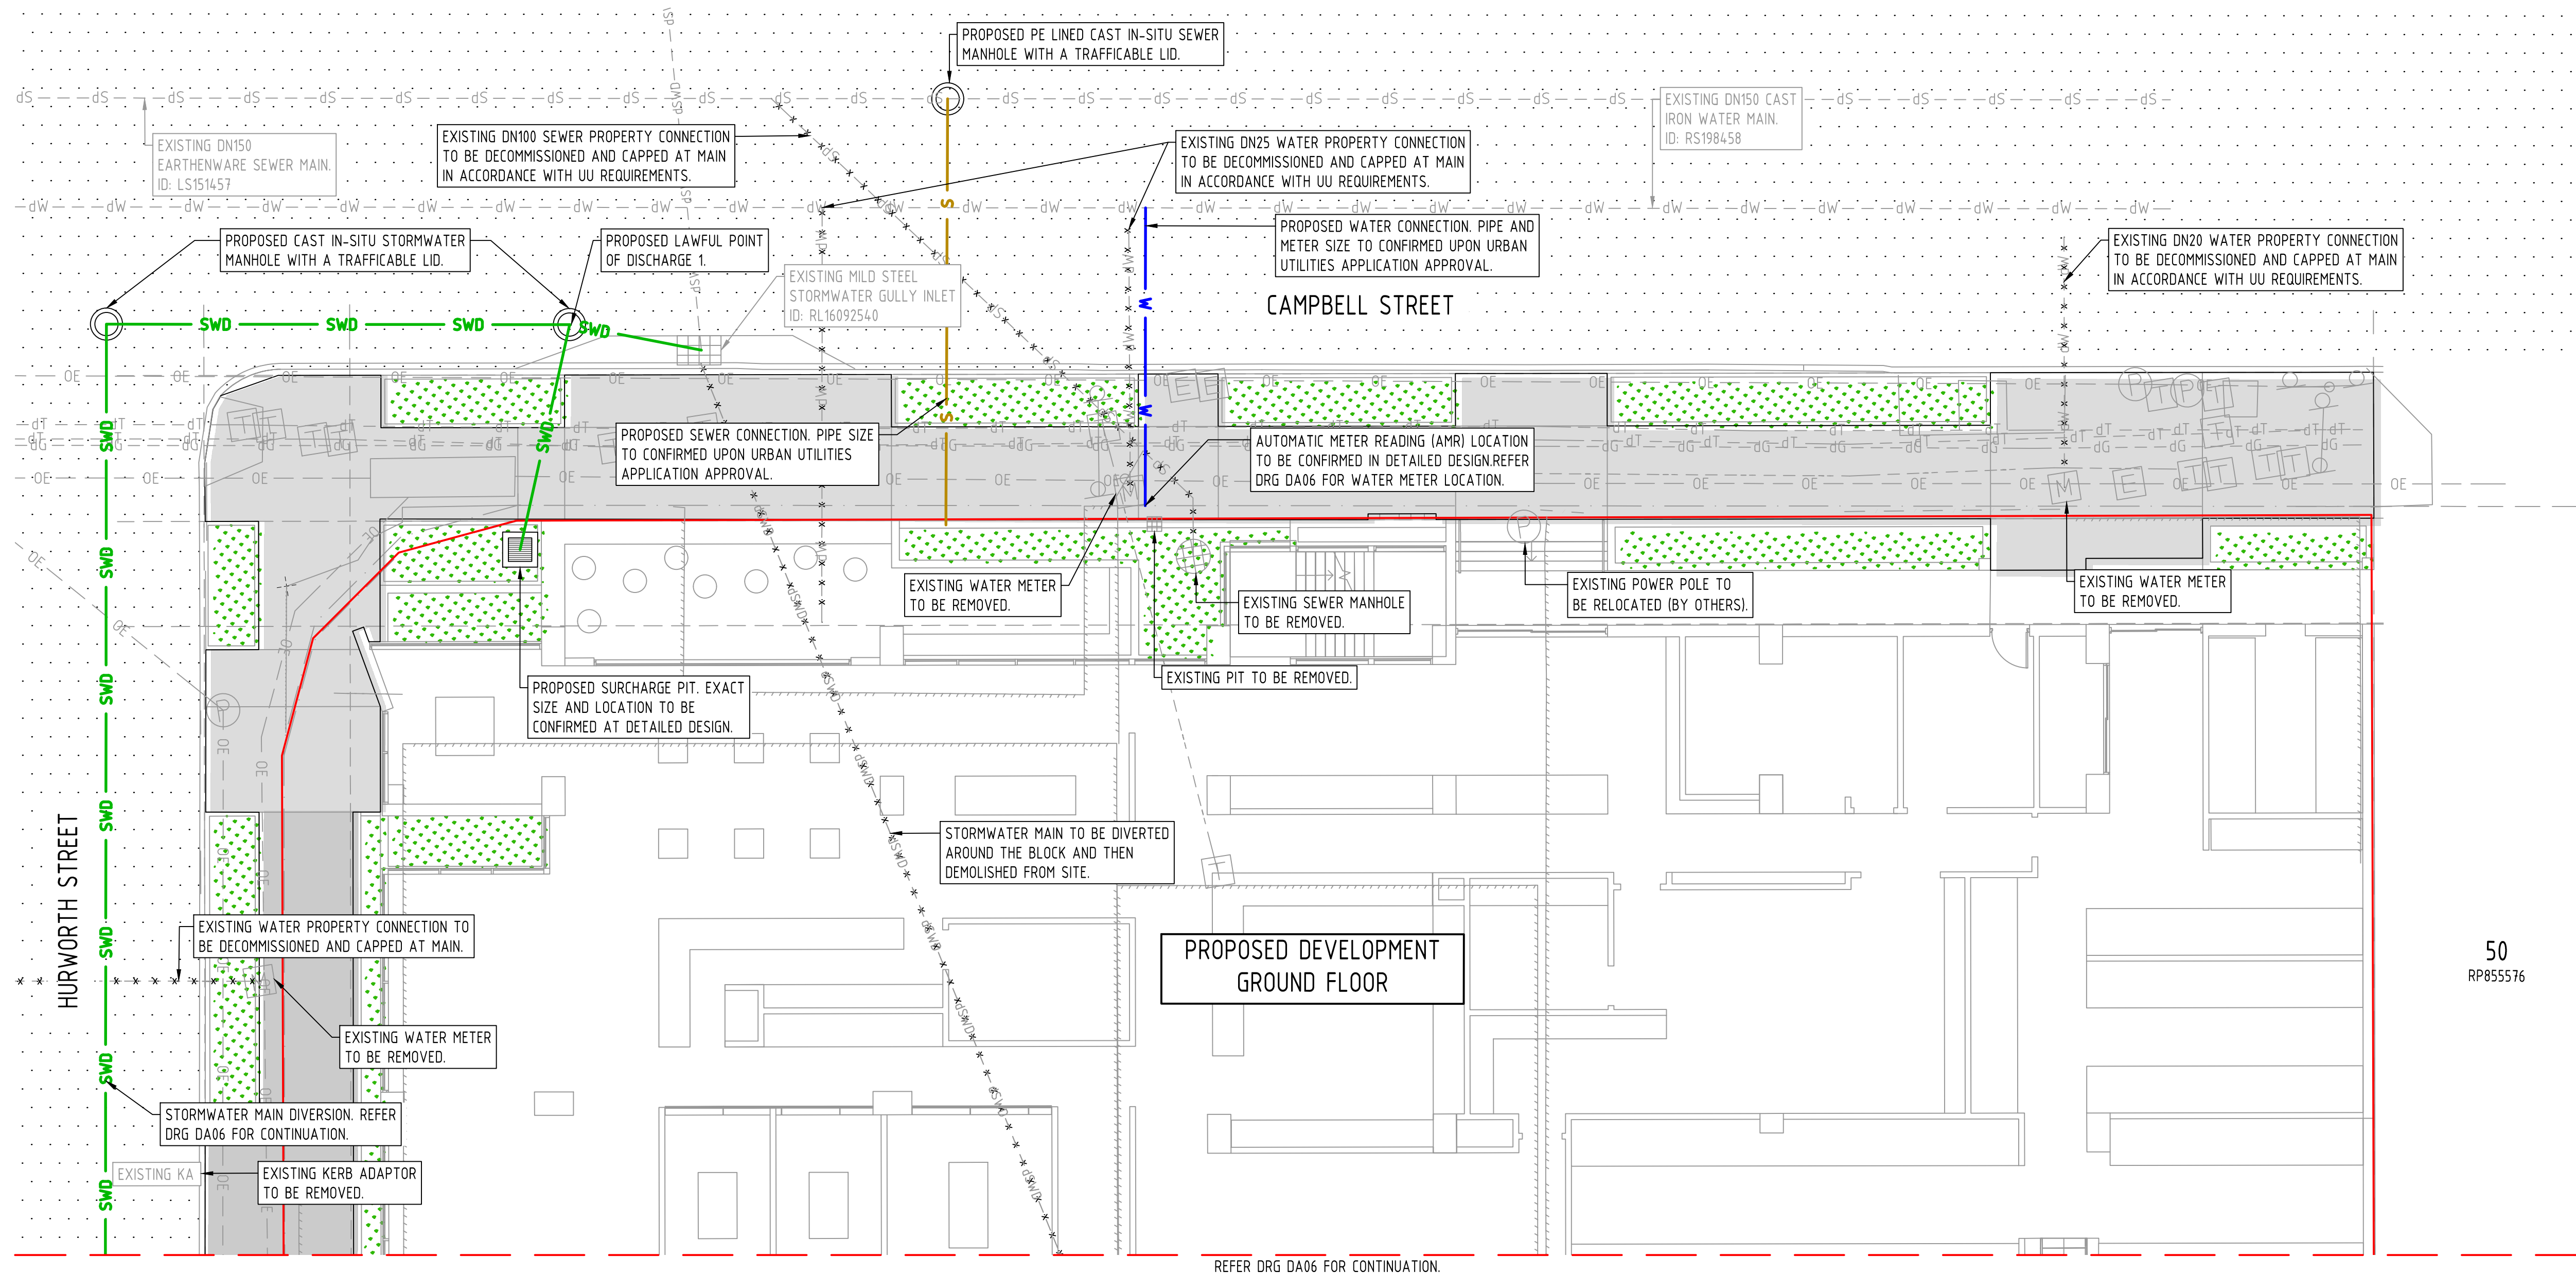 PROPOSED PE LINED CAST IN-SITU SEWER
MANHOLE WITH A TRAFFICABLE LID.
EXISTING DN150
EARTHENWARE SEWER MAIN.
ID: LS151457
EXISTING DN100 SEWER PROPERTY CONNECTION
TO BE DECOMMISSIONED AND CAPPED AT MAIN
IN ACCORDANCE WITH UU REQUIREMENTS.
EXISTING DN25 WATER PROPERTY CONNECTION
TO BE DECOMMISSIONED AND CAPPED AT MAIN
IN ACCORDANCE WITH UU REQUIREMENTS.
EXISTING DN150 CAST
IRON WATER MAIN.
ID: RS198458
PROPOSED CAST IN-SITU STORMWATER
MANHOLE WITH A TRAFFICABLE LID.
PROPOSED LAWFUL POINT
OF DISCHARGE 1.
EXISTING MILD STEEL
STORMWATER GULLY INLET
ID: RL16092540
PROPOSED WATER CONNECTION. PIPE AND
METER SIZE TO CONFIRMED UPON URBAN
UTILITIES APPLICATION APPROVAL.
EXISTING DN20 WATER PROPERTY CONNECTION
TO BE DECOMMISSIONED AND CAPPED AT MAIN
IN ACCORDANCE WITH UU REQUIREMENTS.
CAMPBELL STREET
SWD SWD SWD SWD
PROPOSED SEWER CONNECTION. PIPE SIZE
TO CONFIRMED UPON URBAN UTILITIES
APPLICATION APPROVAL.
AUTOMATIC METER READING (AMR) LOCATION
TO BE CONFIRMED IN DETAILED DESIGN.REFER
DRG DA06 FOR WATER METER LOCATION.
EXISTING WATER METER
TO BE REMOVED.
EXISTING SEWER MANHOLE
TO BE REMOVED.
EXISTING POWER POLE TO
BE RELOCATED (BY OTHERS).
EXISTING WATER METER
TO BE REMOVED.
EXISTING PIT TO BE REMOVED.
PROPOSED SURCHARGE PIT. EXACT
SIZE AND LOCATION TO BE
CONFIRMED AT DETAILED DESIGN.
STORMWATER MAIN TO BE DIVERTED
AROUND THE BLOCK AND THEN
DEMOLISHED FROM SITE.
HURWORTH STREET
EXISTING WATER PROPERTY CONNECTION TO
BE DECOMMISSIONED AND CAPPED AT MAIN.
PROPOSED DEVELOPMENT
GROUND FLOOR
50
RP855576
EXISTING WATER METER
TO BE REMOVED.
STORMWATER MAIN DIVERSION. REFER
DRG DA06 FOR CONTINUATION.
EXISTING KA
EXISTING KERB ADAPTOR
TO BE REMOVED.
REFER DRG DA06 FOR CONTINUATION.